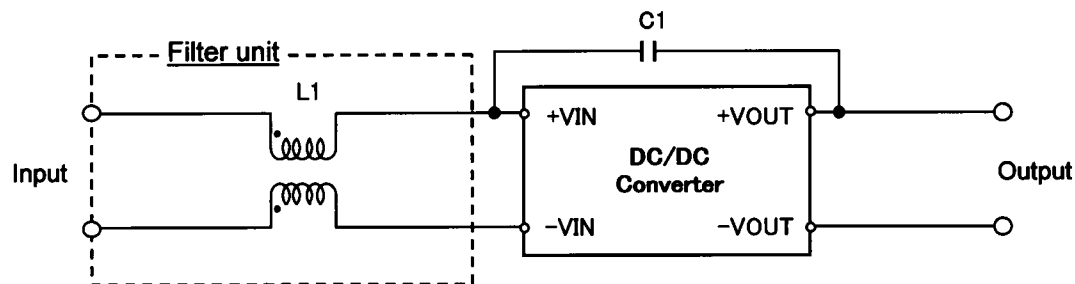 C1
Filter unit
L1
+VIN
+VOUT
DC/DC
Converter
Input
Output
-VIN
-VOUT